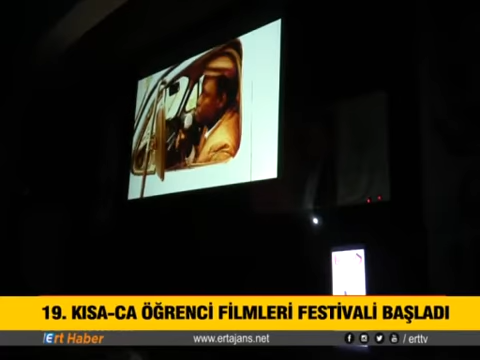 19. KISA-CA ÖĞRENCİ FİLMLERİ FESTİVALİ BAŞLADI
Ert Haber www.ertajans.net / erttv